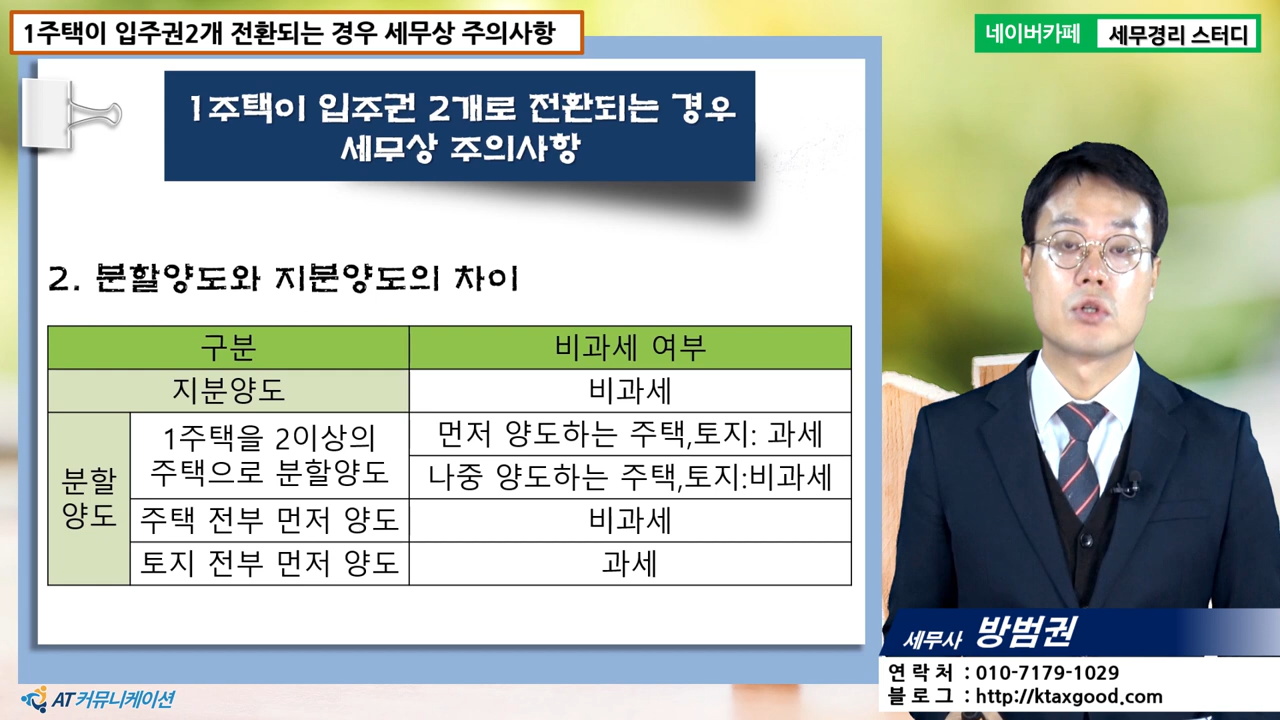 1주택이 입주권2개 전환되는 경우 세무상 주의사항
네이버카페 세무경리 스터디
1주택이 입주권 2개로 전환되는 경우
세무상 주의사항
2. 분할양도와 지분양도의 차이
구분 비과세 여부
지분양도 비과세
분할
양도
1주택을 2이상의
주택으로 분할양도
먼저 양도하는 주택,토지: 과세
나중 양도하는 주택,토지:비과세
주택 전부 먼저 양도 비과세
토지 전부 먼저 양도 과세
세무사 방범권
연 락 처 : 010-7179-1029
블 로 그 : http://ktaxgood.com
AT커뮤니케이션